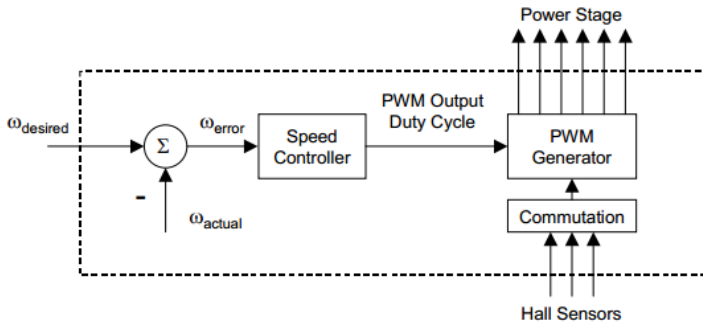 Power Stage
ωdesired
Σ
ωerror
Speed
Controller
PWM Output
Duty Cycle
PWM
Generator
-
ωactual
Commutation
Hall Sensors